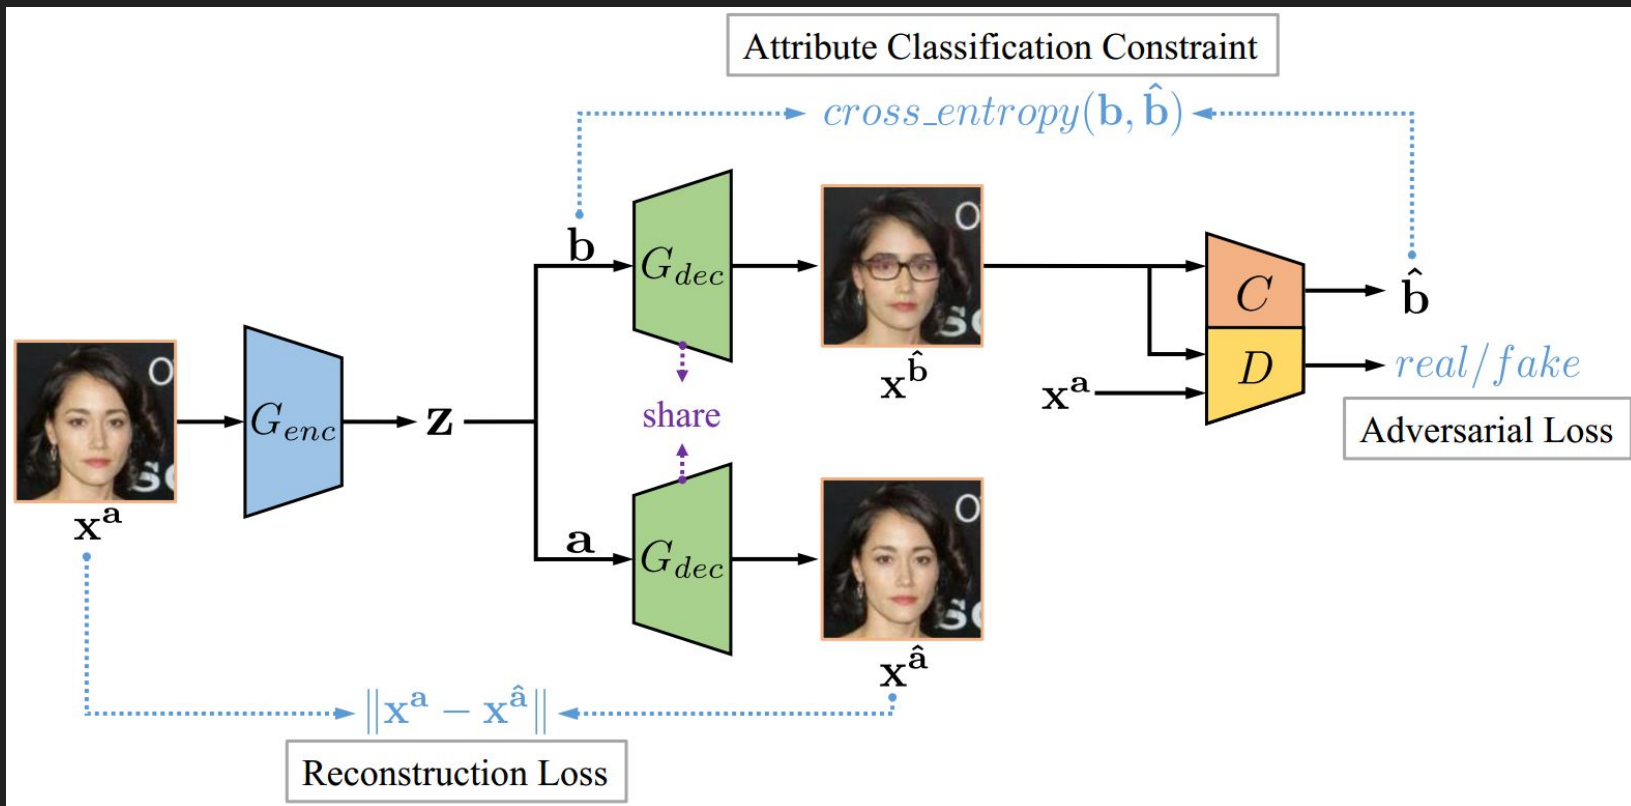 Attribute Classification Constraint
cross_entropy(b, b̂)
b
G_dec
C
b̂
x^b̂
D
real/fake
x^a
Adversarial Loss
G_enc
z
share
x^a
a
G_dec
x^â
‖x^a − x^â‖
Reconstruction Loss